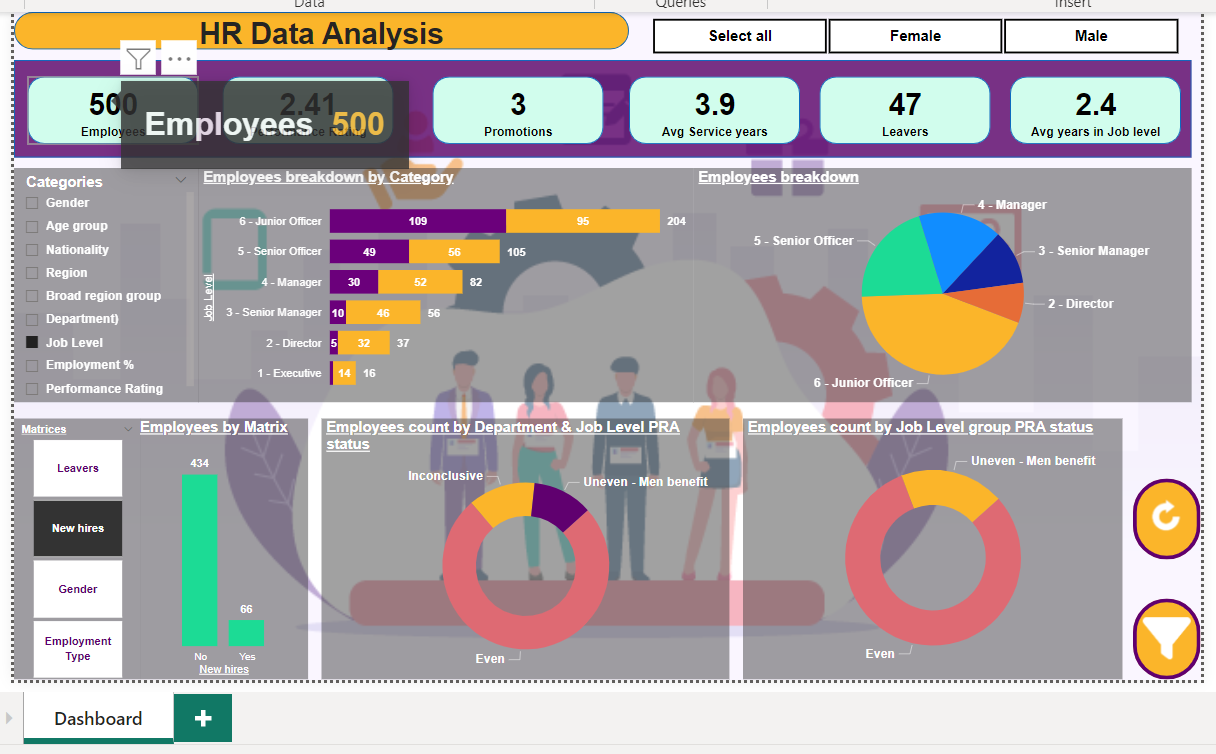 Data
Queries
Insert
HR Data Analysis
Select all
Female
Male
500
Employees
Employees 500
2.41
3
Promotions
3.9
Avg Service years
47
Leavers
2.4
Avg years in Job level
Categories
Gender
Age group
Nationality
Region
Broad region group
Department)
Job Level
Employment %
Performance Rating
Employees breakdown by Category
Job Level
6 - Junior Officer 109 95 204
5 - Senior Officer 49 56 105
4 - Manager 30 52 82
3 - Senior Manager 10 46 56
2 - Director 5 32 37
1 - Executive 14 16
Employees breakdown
4 - Manager
5 - Senior Officer
3 - Senior Manager
2 - Director
6 - Junior Officer
Matrices
Leavers
New hires
Gender
Employment
Type
Employees by Matrix
434
66
No
Yes
New hires
Employees count by Department & Job Level PRA
status
Inconclusive
Uneven - Men benefit
Even
Employees count by Job Level group PRA status
Uneven - Men benefit
Even
Dashboard